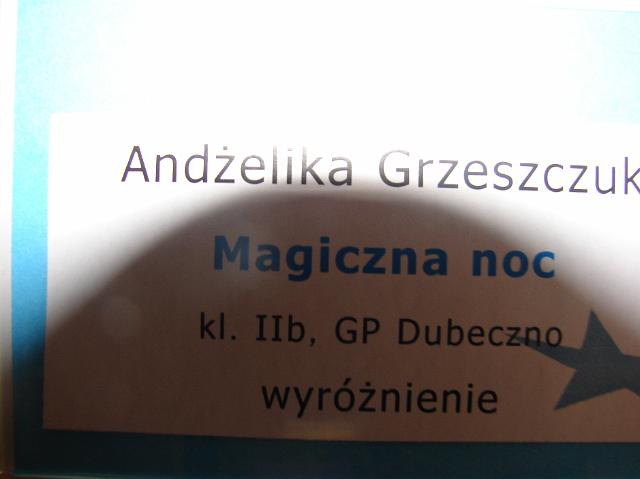 Andżelika Grzeszczuk
Magiczna noc
kl. IIb, GP Dubeczno
wyróżnienie